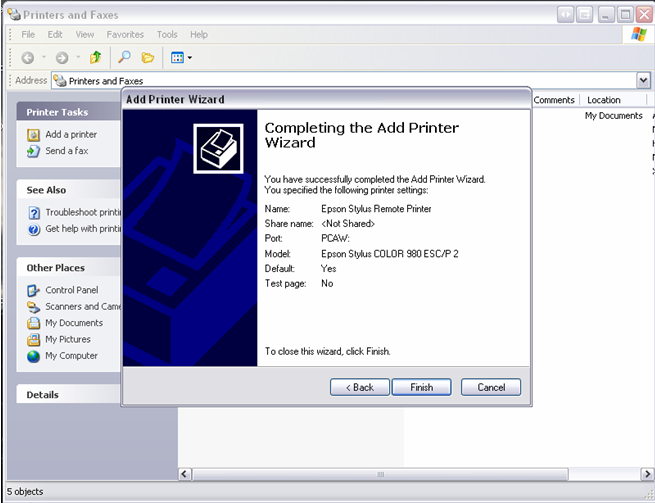 Printers and Faxes
File Edit View Favorites Tools Help
Address Printers and Faxes
Comments Location
My Documents
Printer Tasks
Add a printer
Send a fax
See Also
Troubleshoot printi
Get help with printi
Other Places
Control Panel
Scanners and Came
My Documents
My Pictures
My Computer
Details
Add Printer Wizard
Completing the Add Printer
Wizard
You have successfully completed the Add Printer Wizard.
You specified the following printer settings:
Name: Epson Stylus Remote Printer
Share name: <Not Shared>
Port: PCAW:
Model: Epson Stylus COLOR 980 ESC/P 2
Default: Yes
Test page: No
To close this wizard, click Finish.
< Back Finish Cancel
5 objects